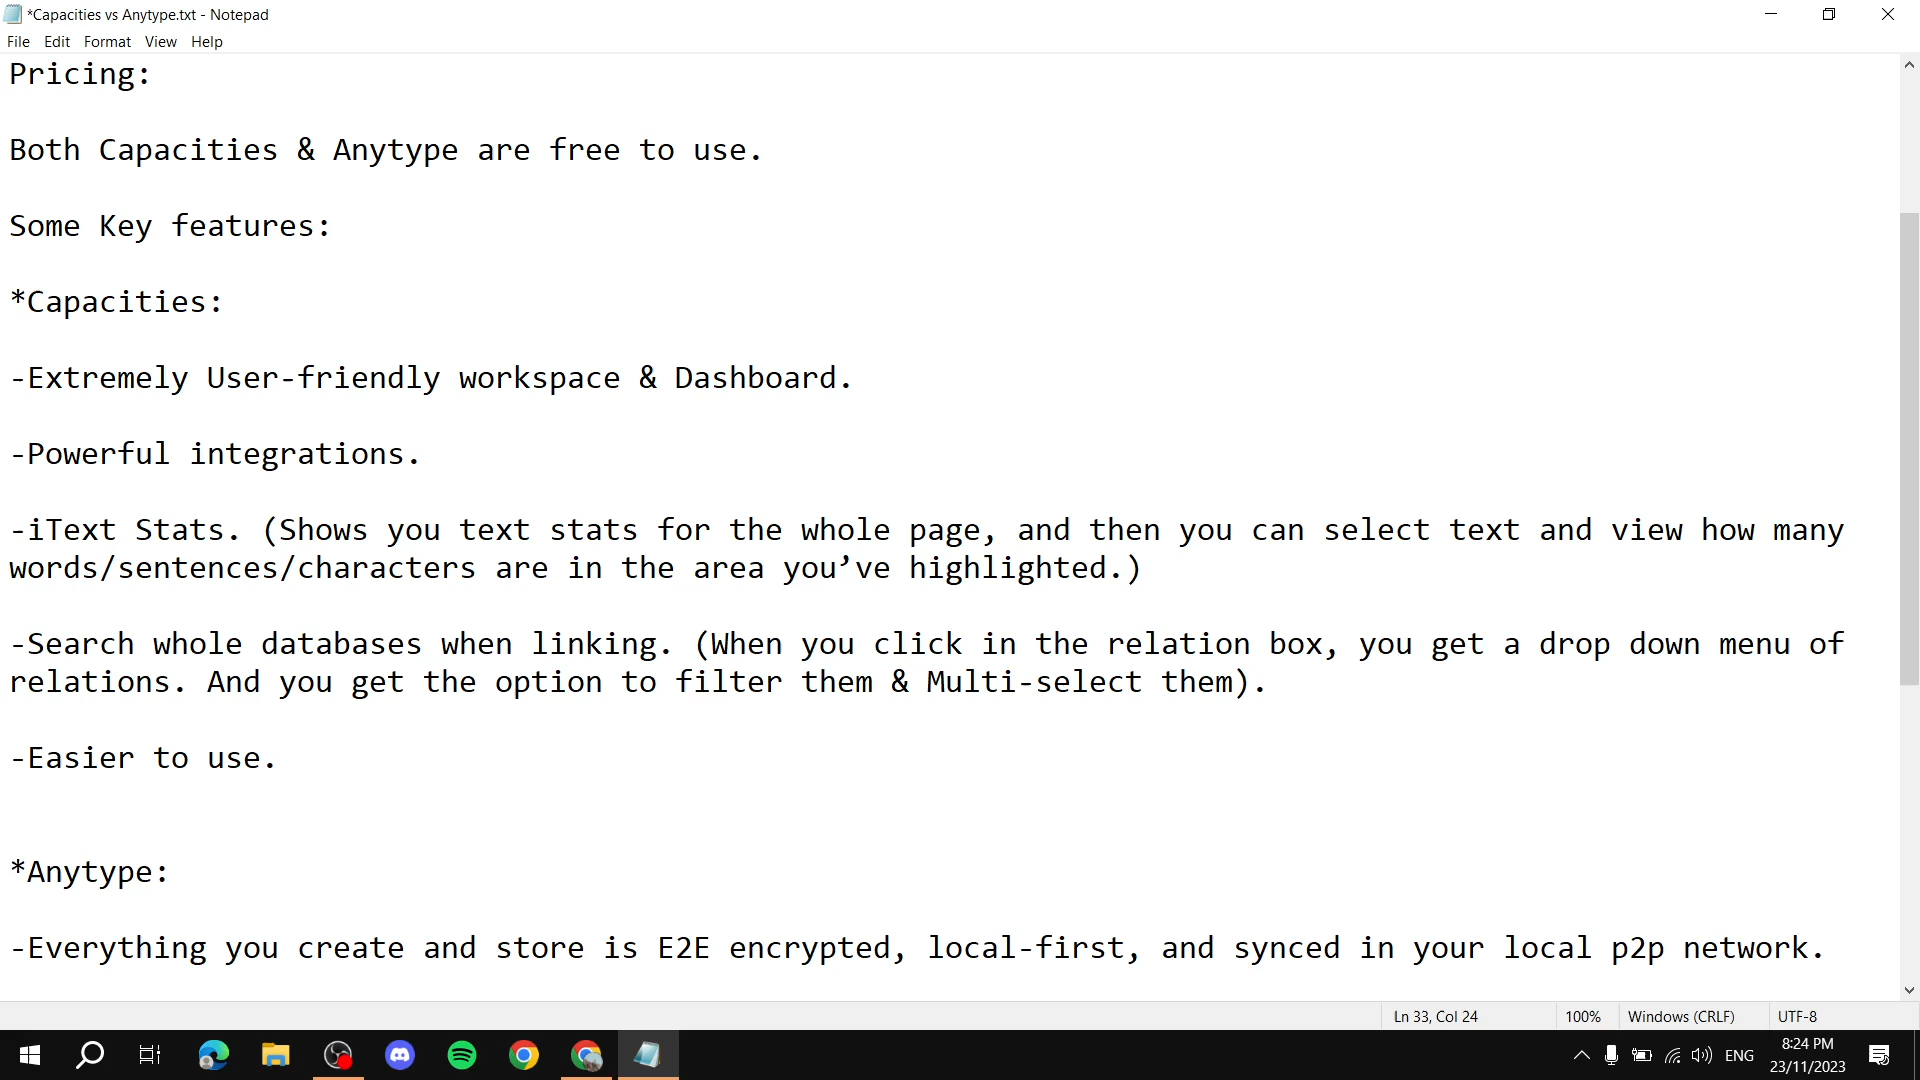 *Capacities vs Anytype.txt - Notepad
File Edit Format View Help
Pricing:
Both Capacities & Anytype are free to use.
Some Key features:
*Capacities:
-Extremely User-friendly workspace & Dashboard.
-Powerful integrations.
-iText Stats. (Shows you text stats for the whole page, and then you can select text and view how many
words/sentences/characters are in the area you’ve highlighted.)
-Search whole databases when linking. (When you click in the relation box, you get a drop down menu of
relations. And you get the option to filter them & Multi-select them).
-Easier to use.
*Anytype:
-Everything you create and store is E2E encrypted, local-first, and synced in your local p2p network.
Ln 33, Col 24 100% Windows (CRLF) UTF-8
ENG 8:24 PM
23/11/2023